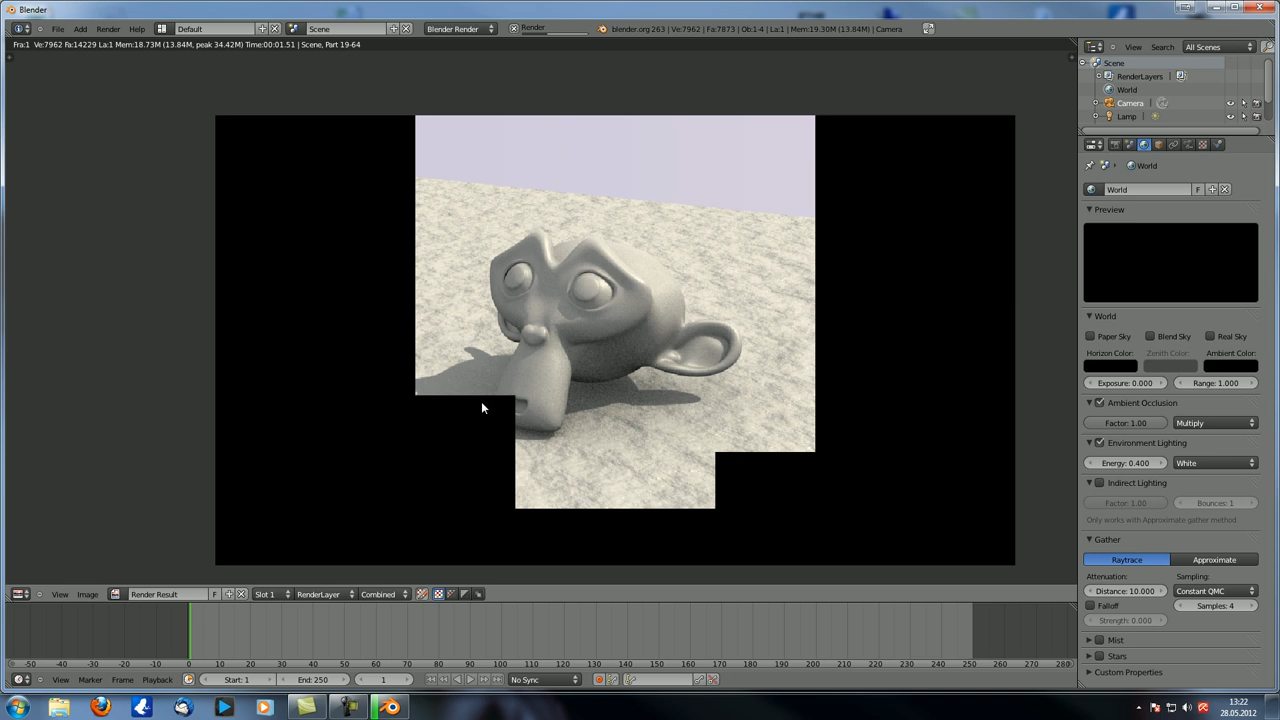 Blender
File Add Render Help Default Scene Blender Render Render blender.org 263 | Ve:7962 | Fa:7873 | Ob:1-4 | La:1 | Mem:19.30M (13.84M) | Camera
Fra:1 Ve:7962 Fa:14229 La:1 Mem:18.73M (13.84M, peak 34.42M) Time:00:01.51 | Scene, Part 19-64
View Search All Scenes
Scene
RenderLayers
World
Camera
Lamp
World
World F
Preview
World
Paper Sky Blend Sky Real Sky
Horizon Color: Zenith Color: Ambient Color:
Exposure: 0.000 Range: 1.000
Ambient Occlusion
Factor: 1.00 Multiply
Environment Lighting
Energy: 0.400 White
Indirect Lighting
Factor: 1.00 Bounces: 1
Only works with Approximate gather method
Gather
Raytrace Approximate
Attenuation: Sampling:
Distance: 10.000 Constant QMC
Falloff Samples: 4
Strength: 0.000
Mist
Stars
Custom Properties
View Image Render Result F Slot 1 RenderLayer Combined
-50 -40 -30 -20 -10 0 10 20 30 40 50 60 70 80 90 100 110 120 130 140 150 160 170 180 190 200 210 220 230 240 250 260 270 280
View Marker Frame Playback Start: 1 End: 250 1 No Sync
13:22
28.05.2012